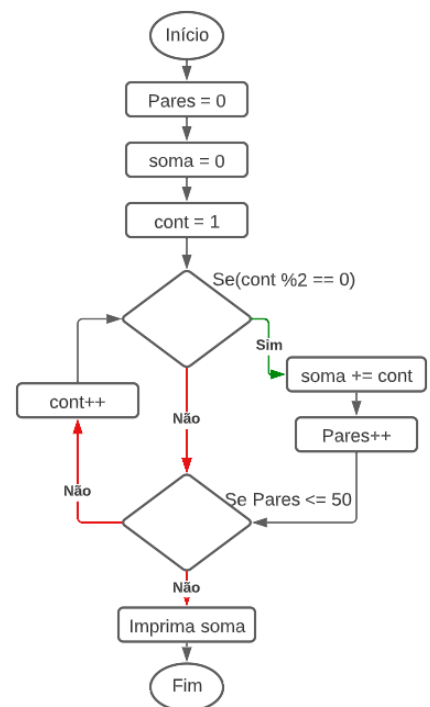 Início
Pares = 0
soma = 0
cont = 1
Se(cont %2 == 0)
Sim
soma += cont
cont++
Não
Pares++
Não
Se Pares <= 50
Não
Imprima soma
Fim